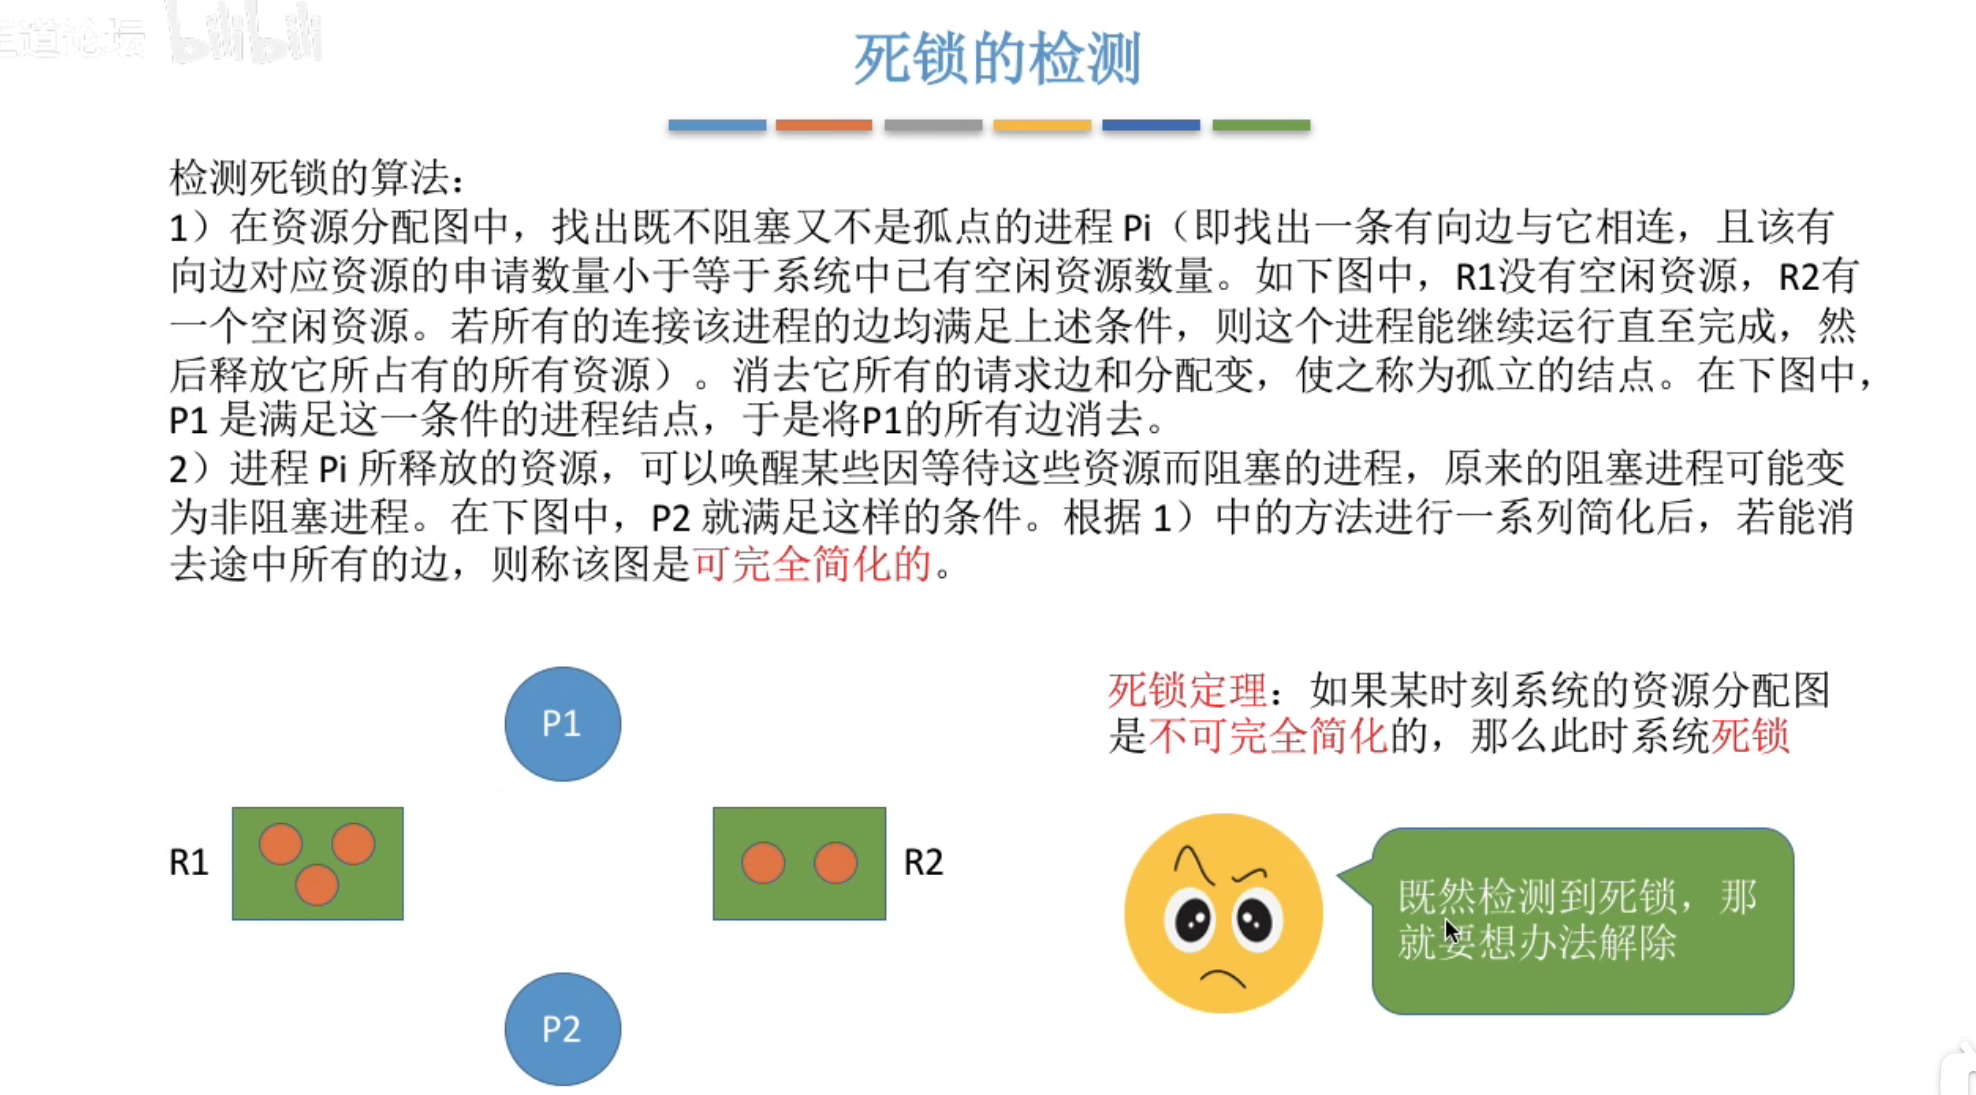 王道论坛 bilibili
死锁的检测
检测死锁的算法：
1）在资源分配图中，找出既不阻塞又不是孤点的进程 Pi（即找出一条有向边与它相连，且该有
向边对应资源的申请数量小于等于系统中已有空闲资源数量。如下图中，R1没有空闲资源，R2有
一个空闲资源。若所有的连接该进程的边均满足上述条件，则这个进程能继续运行直至完成，然
后释放它所占有的所有资源）。消去它所有的请求边和分配变，使之称为孤立的结点。在下图中，
P1 是满足这一条件的进程结点，于是将P1的所有边消去。
2）进程 Pi 所释放的资源，可以唤醒某些因等待这些资源而阻塞的进程，原来的阻塞进程可能变
为非阻塞进程。在下图中，P2 就满足这样的条件。根据 1）中的方法进行一系列简化后，若能消
去途中所有的边，则称该图是可完全简化的。
死锁定理：如果某时刻系统的资源分配图
是不可完全简化的，那么此时系统死锁
P1
R1
R2
既然检测到死锁，那
就要想办法解除
P2